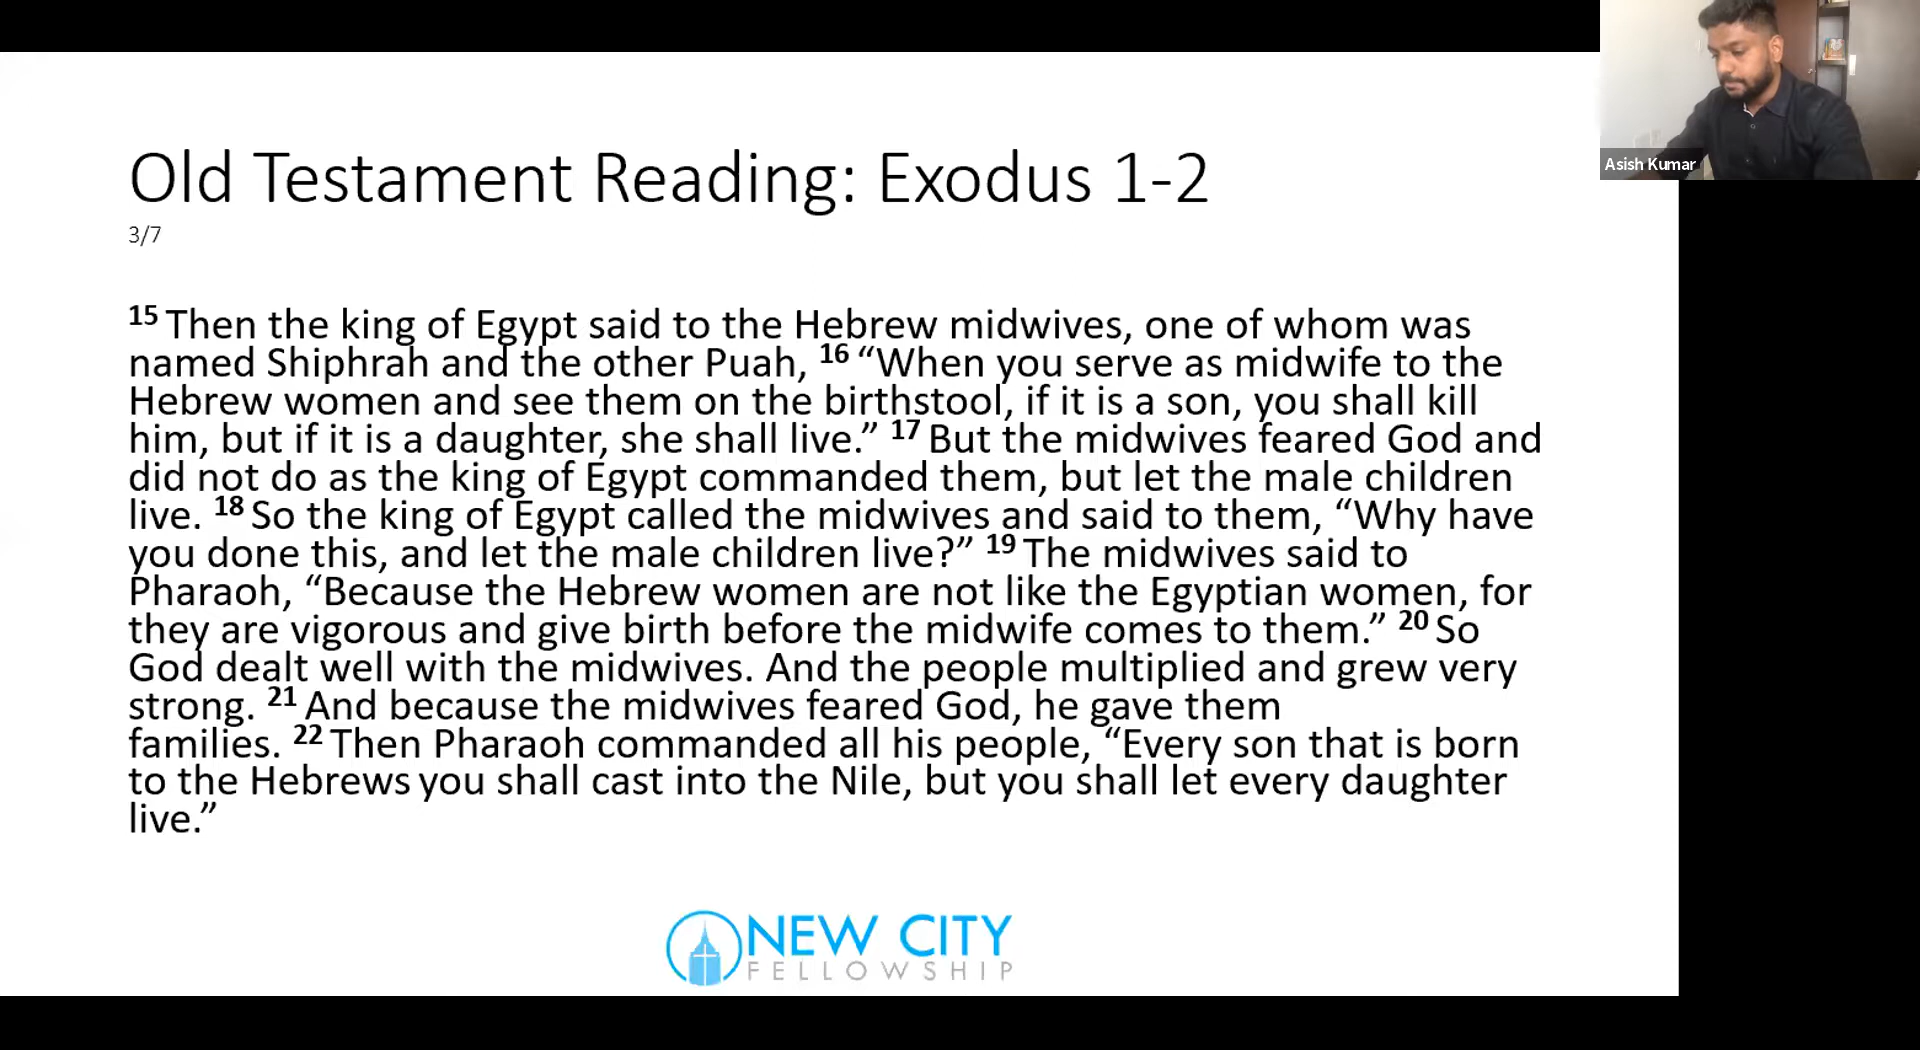 Old Testament Reading: Exodus 1-2
3/7
15 Then the king of Egypt said to the Hebrew midwives, one of whom was
named Shiphrah and the other Puah, 16 “When you serve as midwife to the
Hebrew women and see them on the birthstool, if it is a son, you shall kill
him, but if it is a daughter, she shall live.” 17 But the midwives feared God and
did not do as the king of Egypt commanded them, but let the male children
live. 18 So the king of Egypt called the midwives and said to them, “Why have
you done this, and let the male children live?” 19 The midwives said to
Pharaoh, “Because the Hebrew women are not like the Egyptian women, for
they are vigorous and give birth before the midwife comes to them.” 20 So
God dealt well with the midwives. And the people multiplied and grew very
strong. 21 And because the midwives feared God, he gave them
families. 22 Then Pharaoh commanded all his people, “Every son that is born
to the Hebrews you shall cast into the Nile, but you shall let every daughter
live.”
NEW CITY
FELLOWSHIP
Asish Kumar